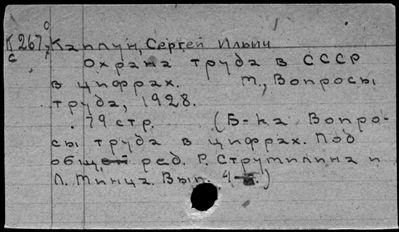 К 267 Каплун, Сергей Ильич
с
Охрана труда в СССР
в цифрах. М., Вопросы
труда, 1928.
79 стр. (Б-ка Вопро-
сы труда в цифрах. Под
общей ред. Р. Струмилина и
Л. Минца. Вып. 4